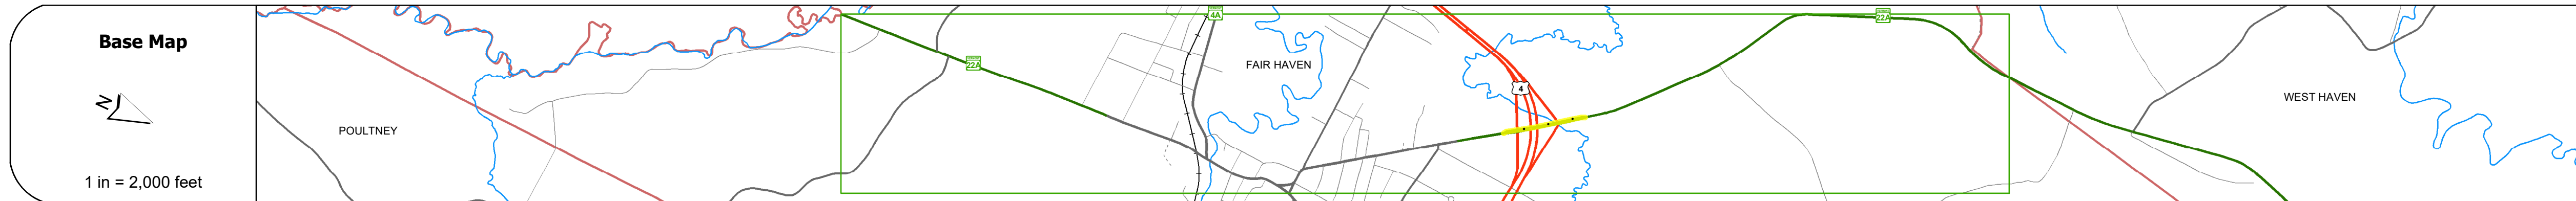 Base Map
N
1 in = 2,000 feet
POULTNEY
22A
4A
FAIR HAVEN
4
22A
WEST HAVEN